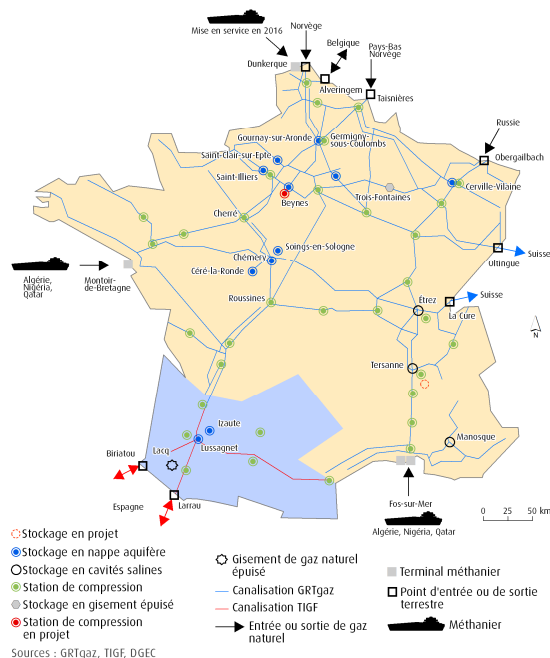 Mise en service en 2016
Norvège
Belgique
Pays-Bas
Norvège
Dunkerque
Alveringem
Taisnières
Russie
Gournay-sur-Aronde
Germigny-
sous-Coulombs
Obergailbach
Saint-Clair-sur-Epte
Saint-Illiers
Trois-Fontaines
Cerville-Vilaine
Beynes
Cherré
Soings-en-Sologne
Chémery
Céré-la-Ronde
Oltingue
Suisse
Algérie,
Nigéria,
Qatar
Montoir-
de-Bretagne
Roussines
Étrez
Suisse
La Cure
N
Tersanne
Izaute
Lacq
Lussagnet
Manosque
Biriatou
Espagne
Larrau
Fos-sur-Mer
Algérie, Nigéria, Qatar
0 25 50 km
Stockage en projet
Stockage en nappe aquifère
Stockage en cavités salines
Station de compression
Stockage en gisement épuisé
Station de compression
en projet
Gisement de gaz naturel
épuisé
Canalisation GRTgaz
Canalisation TIGF
Entrée ou sortie de gaz
naturel
Terminal méthanier
Point d'entrée ou de sortie
terrestre
Méthanier
Sources : GRTgaz, TIGF, DGEC